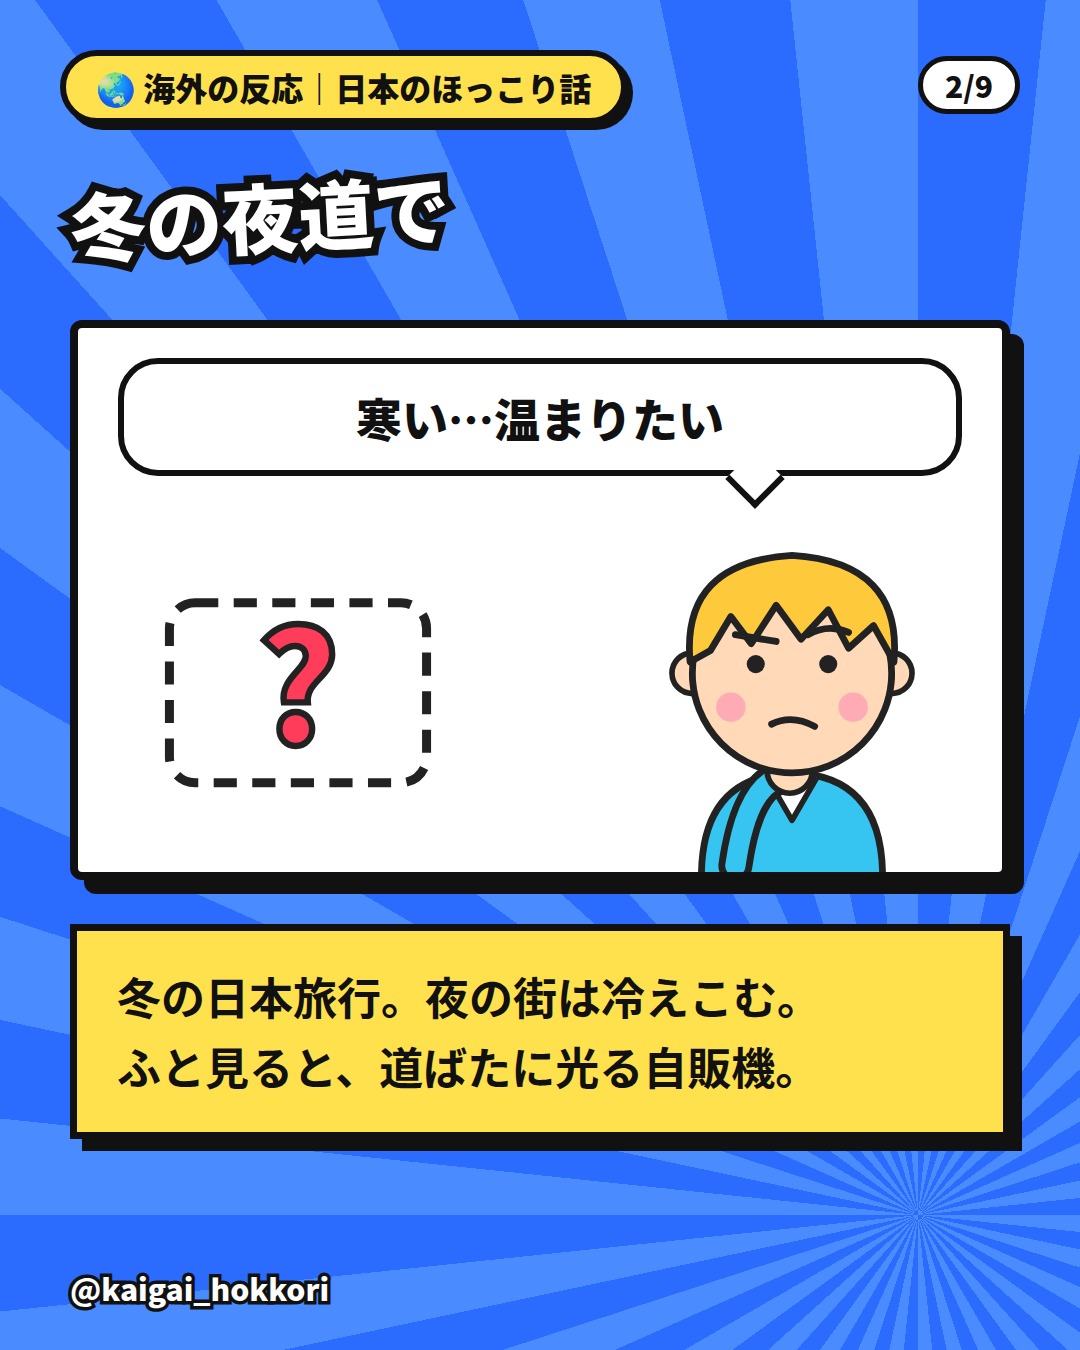 🌏 海外の反応｜日本のほっこり話
2/9
冬の夜道で
寒い…温まりたい
?
冬の日本旅行。夜の街は冷えこむ。
ふと見ると、道ばたに光る自販機。
@kaigai_hokkori